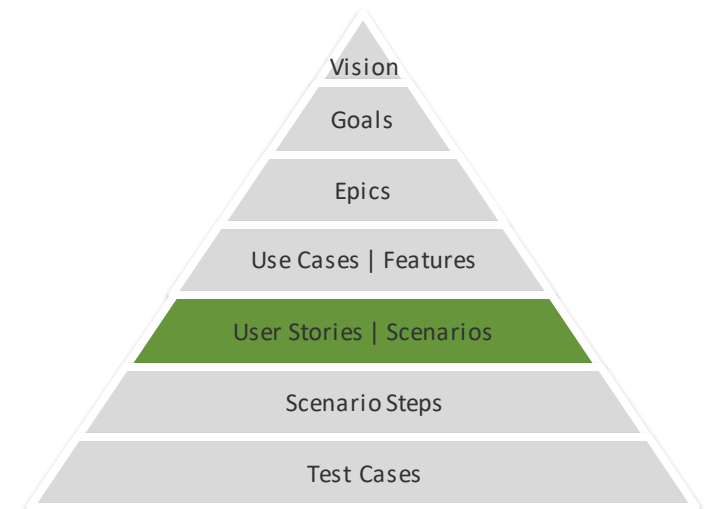 Vision
Goals
Epics
Use Cases | Features
User Stories | Scenarios
Scenario Steps
Test Cases